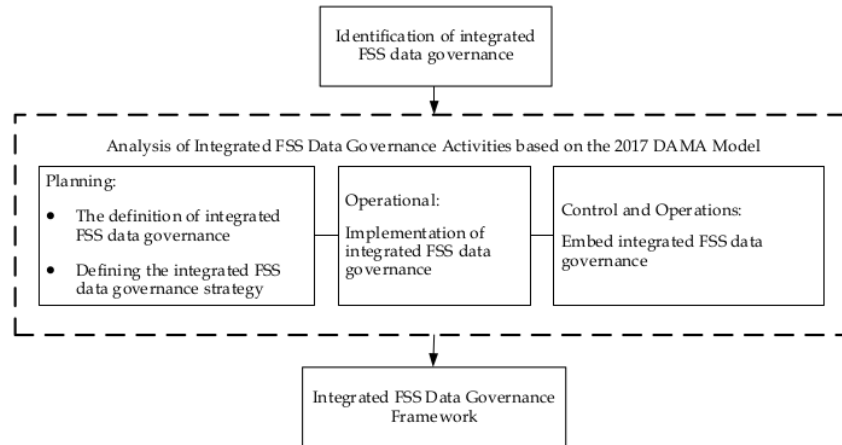 Identification of integrated
FSS data governance
Analysis of Integrated FSS Data Governance Activities based on the 2017 DAMA Model
Planning:
• The definition of integrated
FSS data governance
• Defining the integrated FSS
data governance strategy
Operational:
Implementation of
integrated FSS data
governance
Control and Operations:
Embed integrated FSS data
governance
Integrated FSS Data Governance
Framework